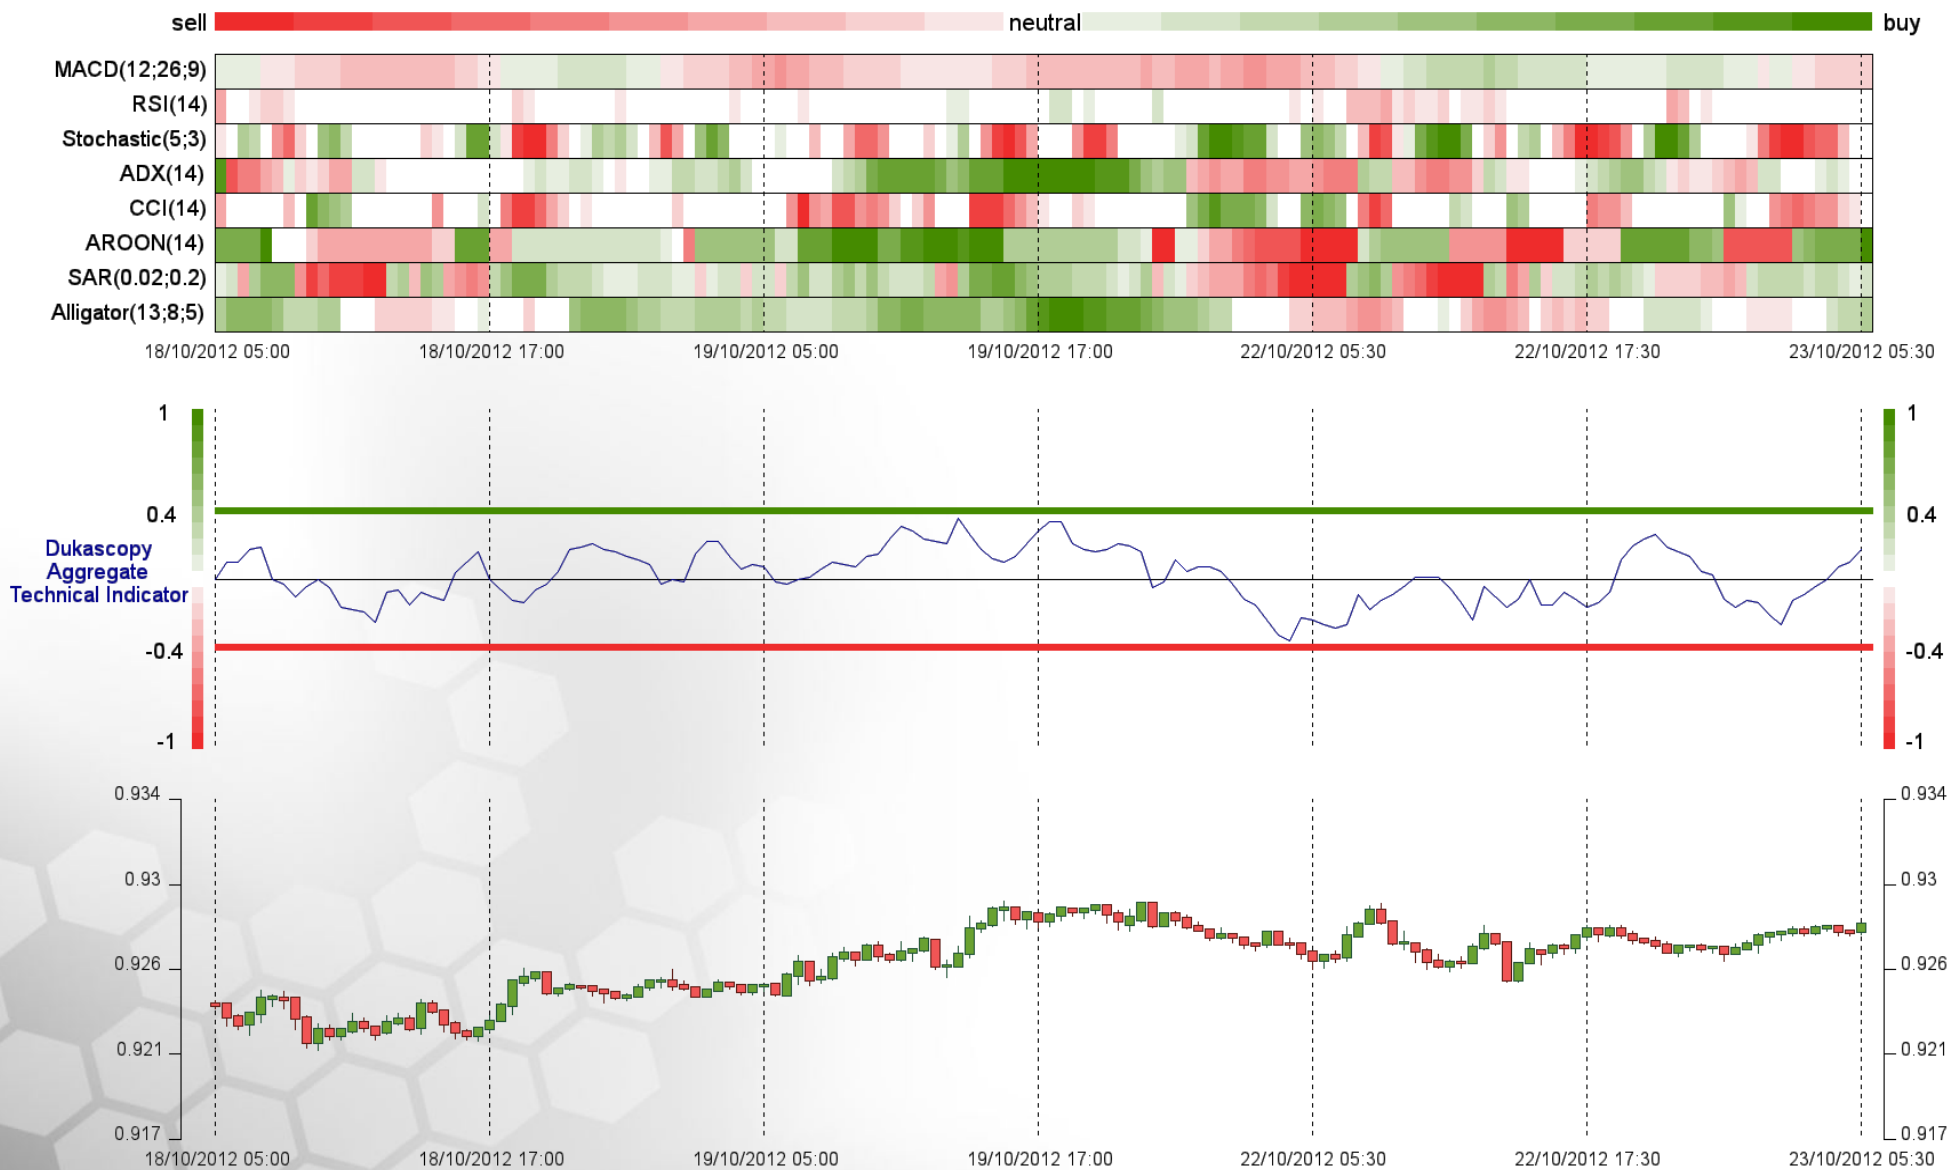 sell neutral buy
MACD(12;26;9)
RSI(14)
Stochastic(5;3)
ADX(14)
CCI(14)
AROON(14)
SAR(0.02;0.2)
Alligator(13;8;5)
18/10/2012 05:00 18/10/2012 17:00 19/10/2012 05:00 19/10/2012 17:00 22/10/2012 05:30 22/10/2012 17:30 23/10/2012 05:30
1 1
0.4 0.4
Dukascopy
Aggregate
Technical Indicator
-0.4 -0.4
-1 -1
0.934 0.934
0.93 0.93
0.926 0.926
0.921 0.921
0.917 0.917
18/10/2012 05:00 18/10/2012 17:00 19/10/2012 05:00 19/10/2012 17:00 22/10/2012 05:30 22/10/2012 17:30 23/10/2012 05:30